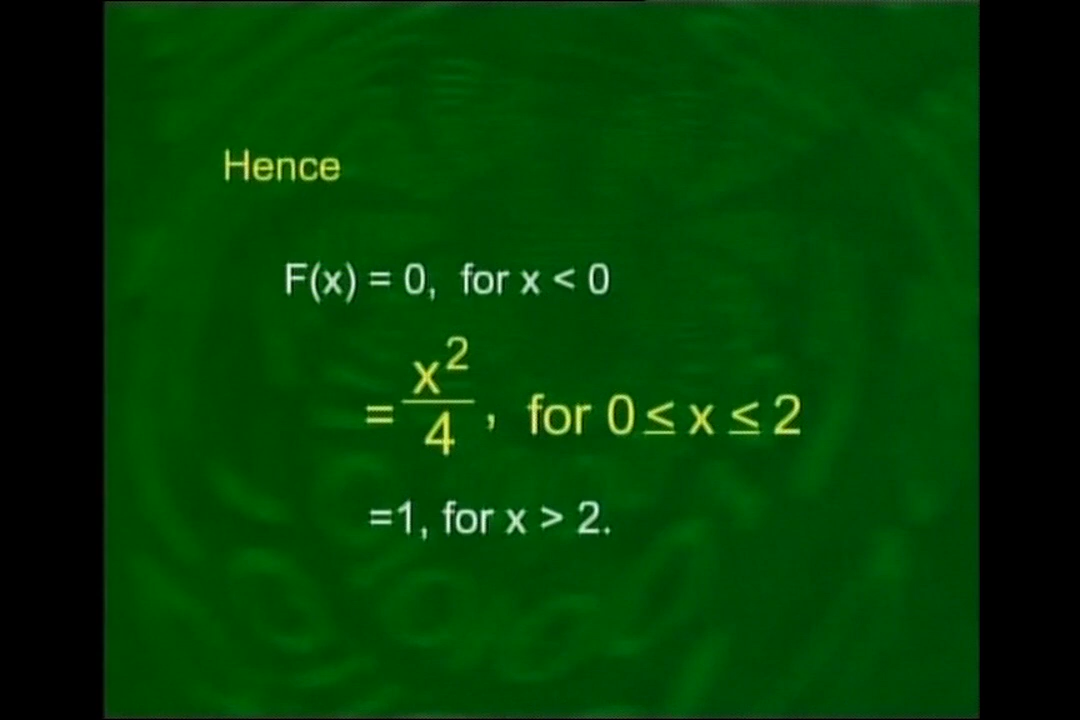 Hence
F(x) = 0, for x < 0
= x²/4, for 0 ≤ x ≤ 2
=1, for x > 2.